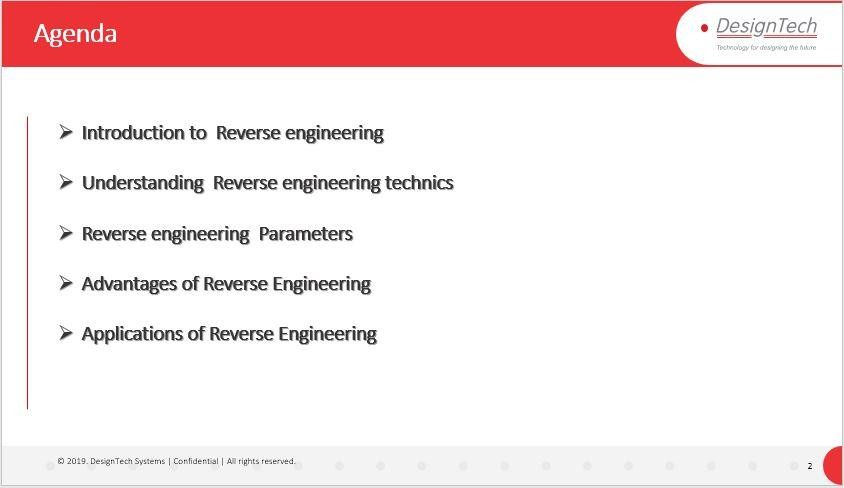 Agenda
DesignTech
Technology for designing the future
Introduction to  Reverse engineering
Understanding  Reverse engineering technics
Reverse engineering  Parameters
Advantages of Reverse Engineering
Applications of Reverse Engineering
© 2019. DesignTech Systems | Confidential | All rights reserved.
2